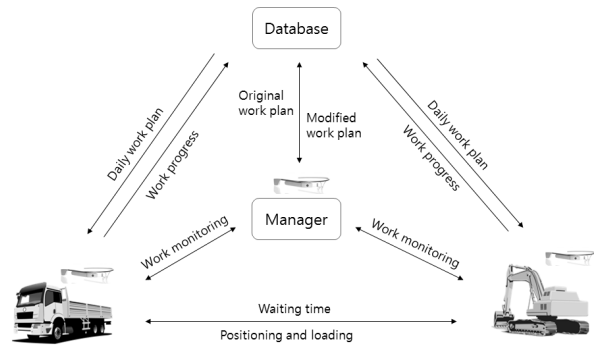 Database
Original
work plan
Modified
work plan
Daily work plan
Work progress
Daily work plan
Work progress
Manager
Work monitoring
Work monitoring
Waiting time
Positioning and loading